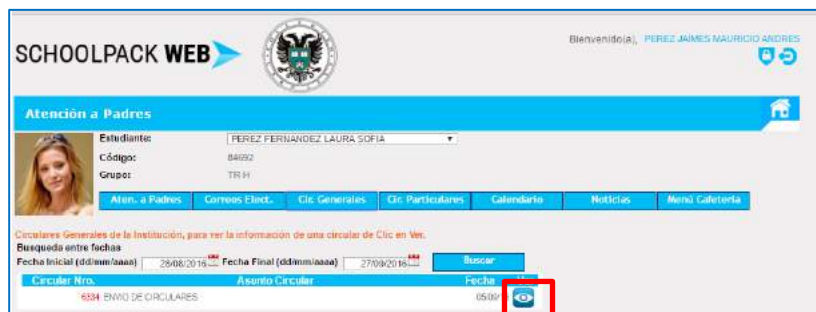 SCHOOLPACK WEB
Bienvenido(a), PEREZ JAIMES MAURICIO ANDRES
Atención a Padres
Estudiante: PEREZ FERNANDEZ LAURA SOFIA
Código: 84692
Grupo: TR-H
Aten. a Padres Correos Elect. Cic Generales Cic Particulares Calendario Noticias Menú Cafetería
Circulares Generales de la Institución, para ver la información de una circular de Clic en Ver.
Busqueda entre fechas
Fecha Inicial (dd/mm/aaaa) 28/08/2016 Fecha Final (dd/mm/aaaa) 27/09/2016 Buscar
Circular Nro. Asunto Circular Fecha
6334 ENVIO DE CIRCULARES 05/09/